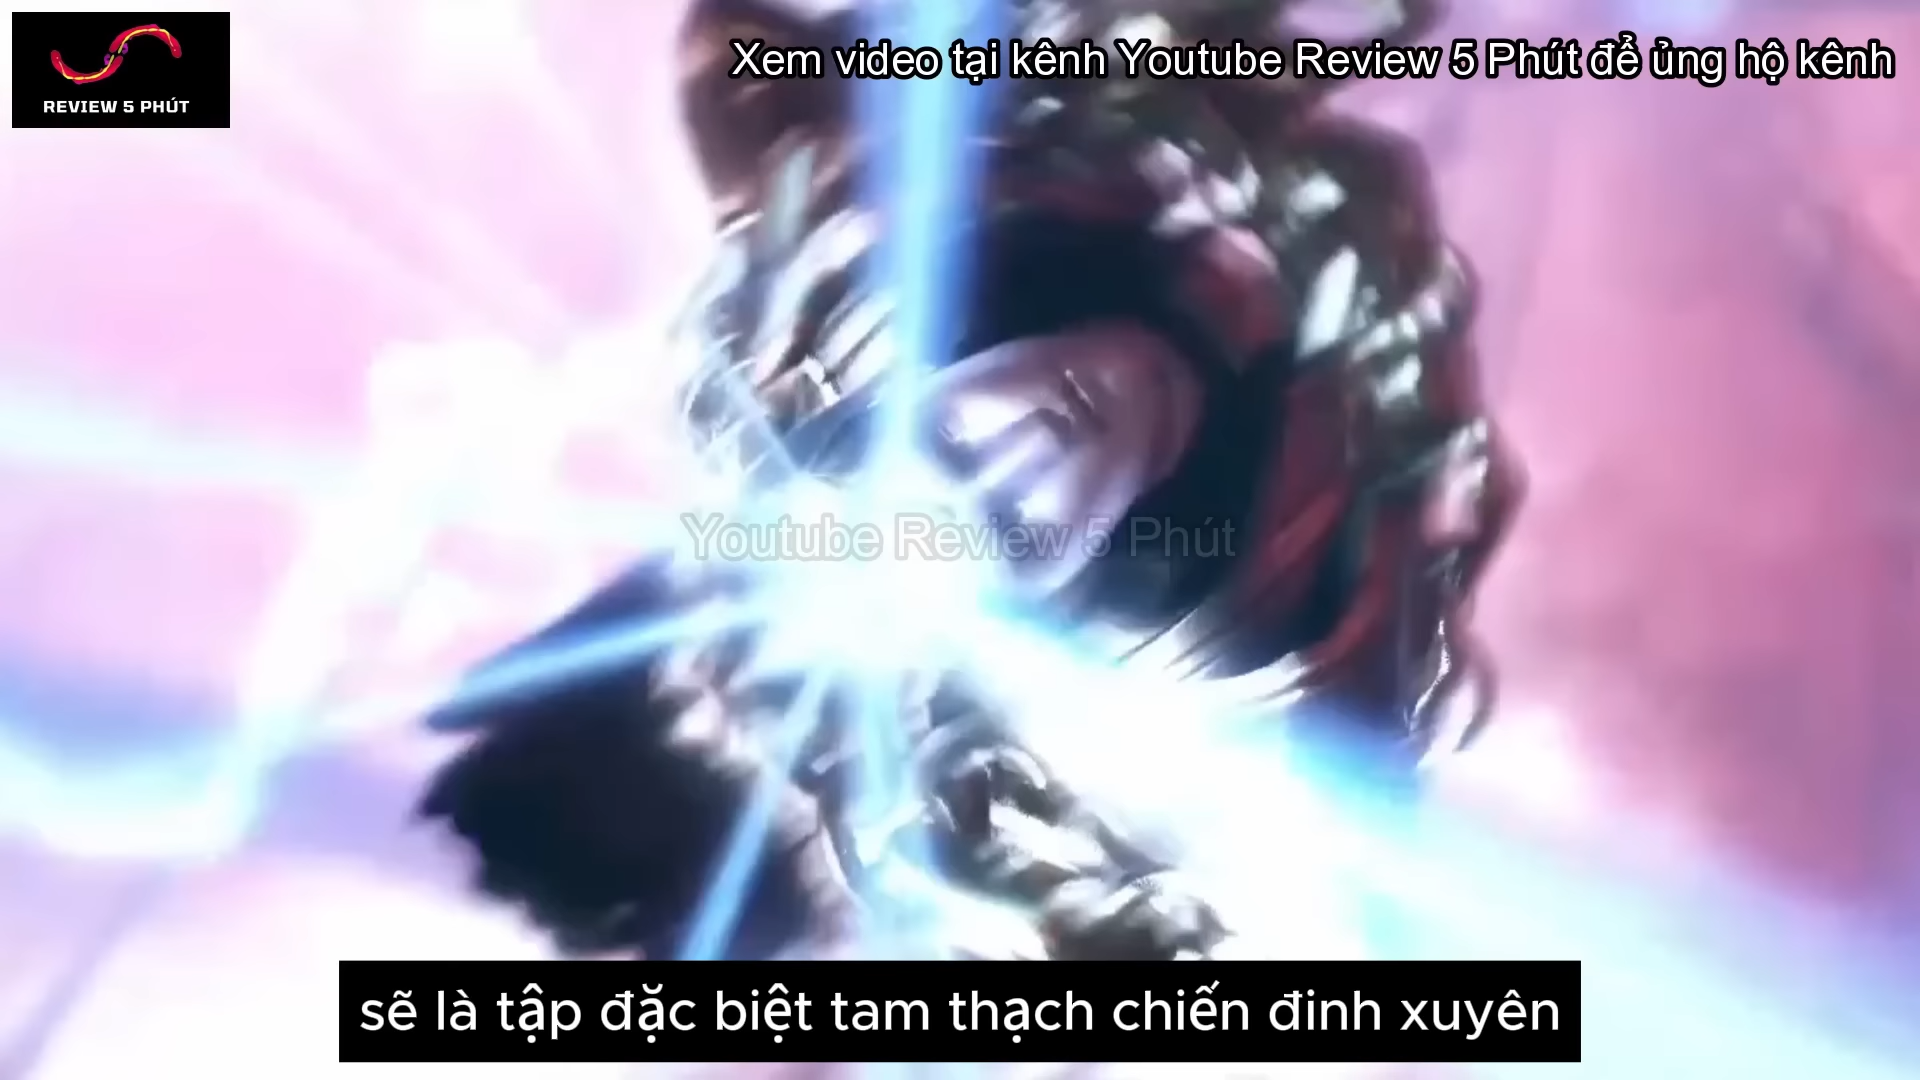 Xem video tại kênh Youtube Review 5 Phút để ủng hộ kênh
REVIEW 5 PHÚT
Youtube Review 5 Phút
sẽ là tập đặc biệt tam thạch chiến đinh xuyên